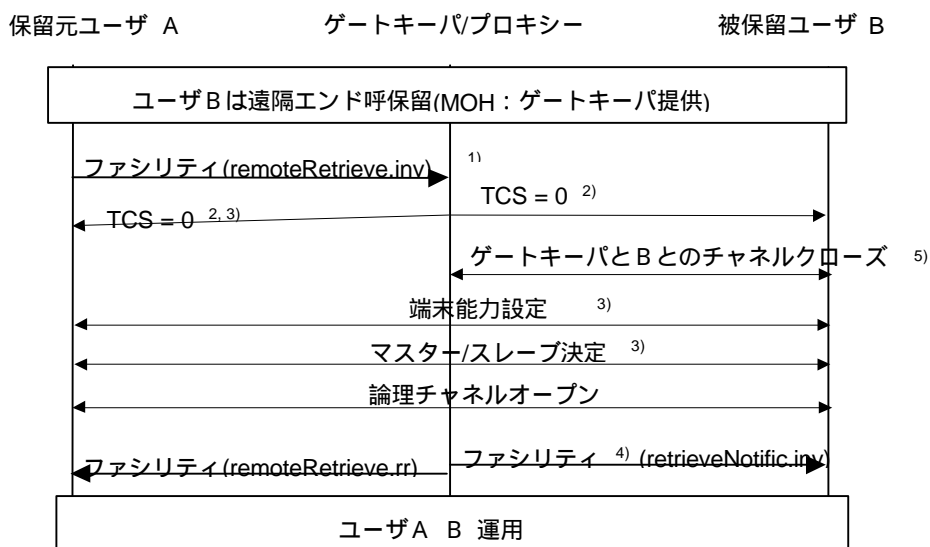 保留元ユーザ A ゲートキーパ/プロキシー 被保留ユーザ B
ユーザBは遠隔エンド呼保留(MOH：ゲートキーパ提供)
ファシリティ(remoteRetrieve.inv) 1)
TCS = 0 2)
TCS = 0 2, 3)
ゲートキーパとBとのチャネルクローズ 5)
端末能力設定 3)
マスター/スレーブ決定 3)
論理チャネルオープン
ファシリティ(remoteRetrieve.rr) ファシリティ 4) (retrieveNotific.inv)
ユーザA B 運用